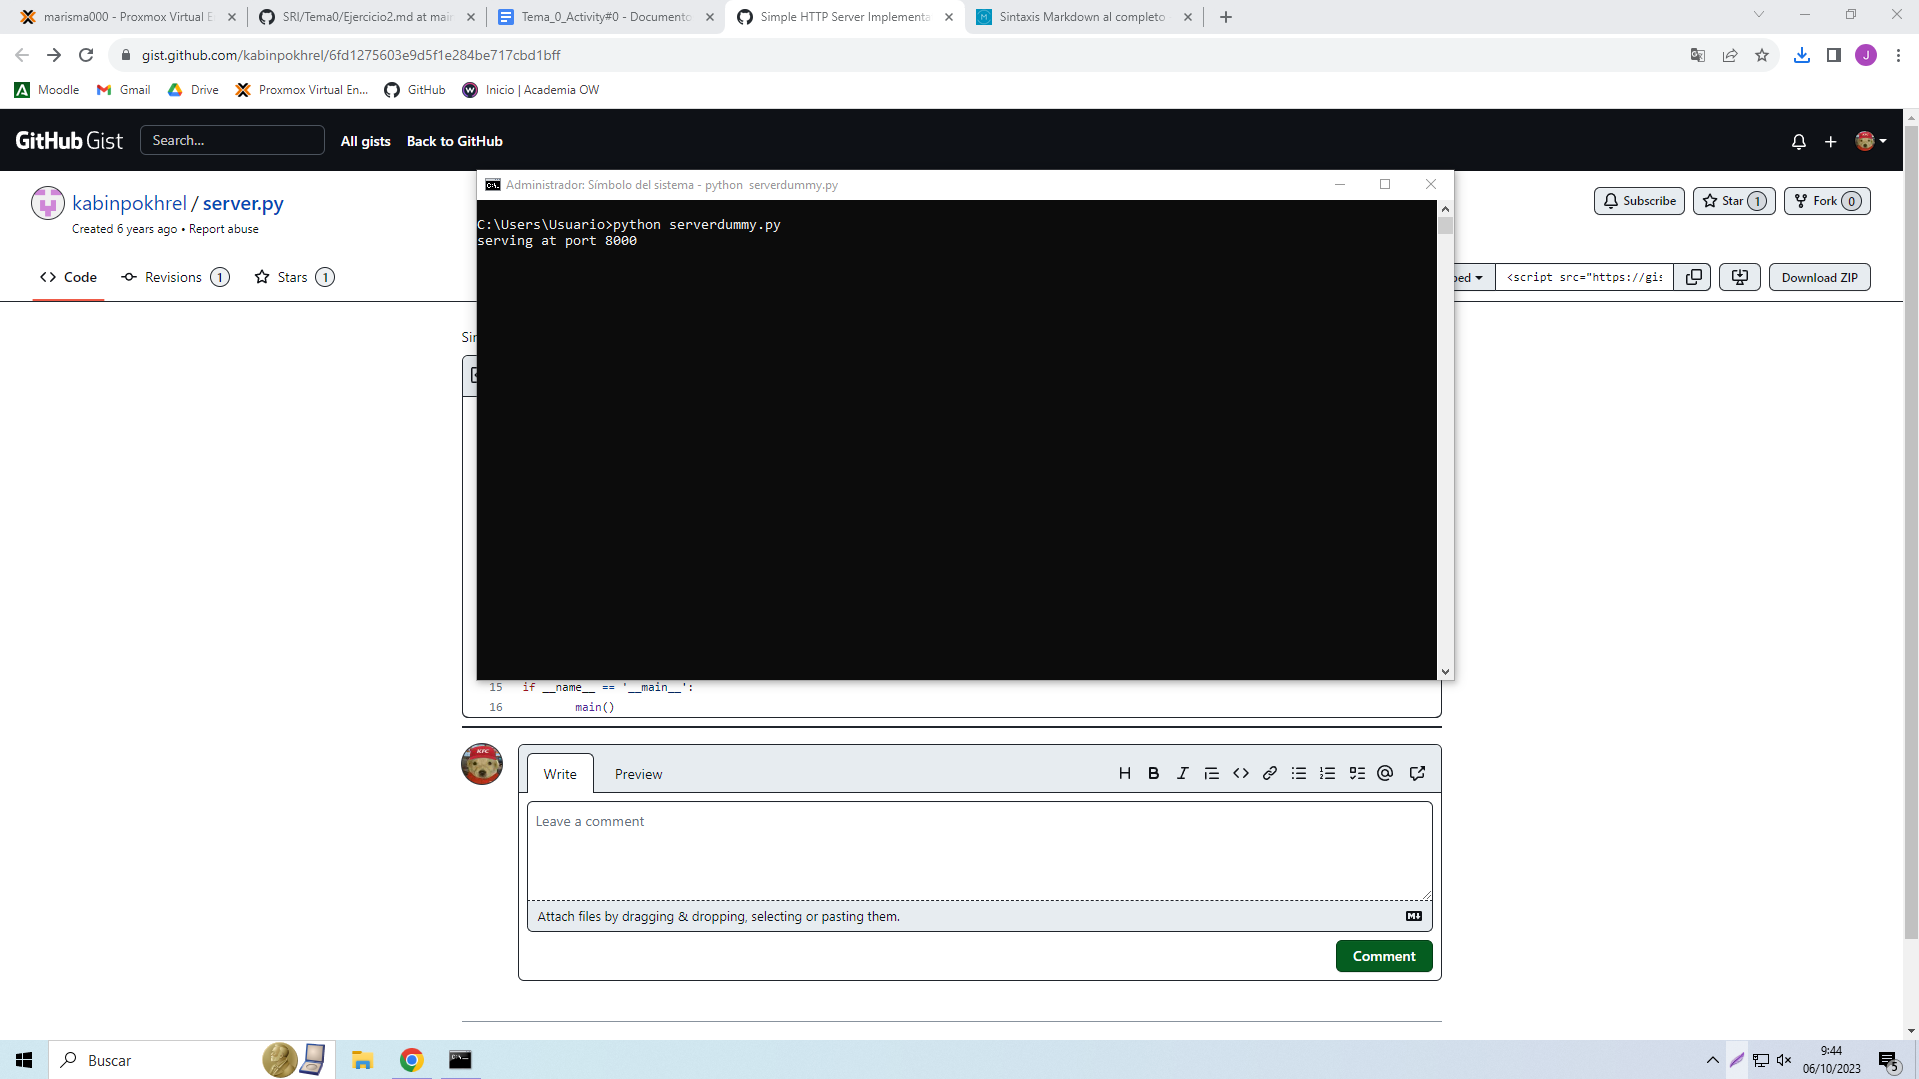 marisma000 - Proxmox Virtual E
SRI/Tema0/Ejercicio2.md at main
Tema_0_Activity#0 - Documento
Simple HTTP Server Implementa
Sintaxis Markdown al completo
gist.github.com/kabinpokhrel/6fd1275603e9d5f1e284be717cbd1bff
J
Moodle
Gmail
Drive
Proxmox Virtual En...
GitHub
Inicio | Academia OW
GitHub Gist
Search...
All gists
Back to GitHub
kabinpokhrel / server.py
Created 6 years ago • Report abuse
Subscribe
Star 1
Fork 0
Code
Revisions 1
Stars 1
<script src="https://gis
Download ZIP
Administrador: Símbolo del sistema - python  serverdummy.py
C:\Users\Usuario>python serverdummy.py
serving at port 8000
15 if __name__ == '__main__':
16 main()
KFC
Write
Preview
Leave a comment
Attach files by dragging & dropping, selecting or pasting them.
Comment
Buscar
9:44
06/10/2023
5